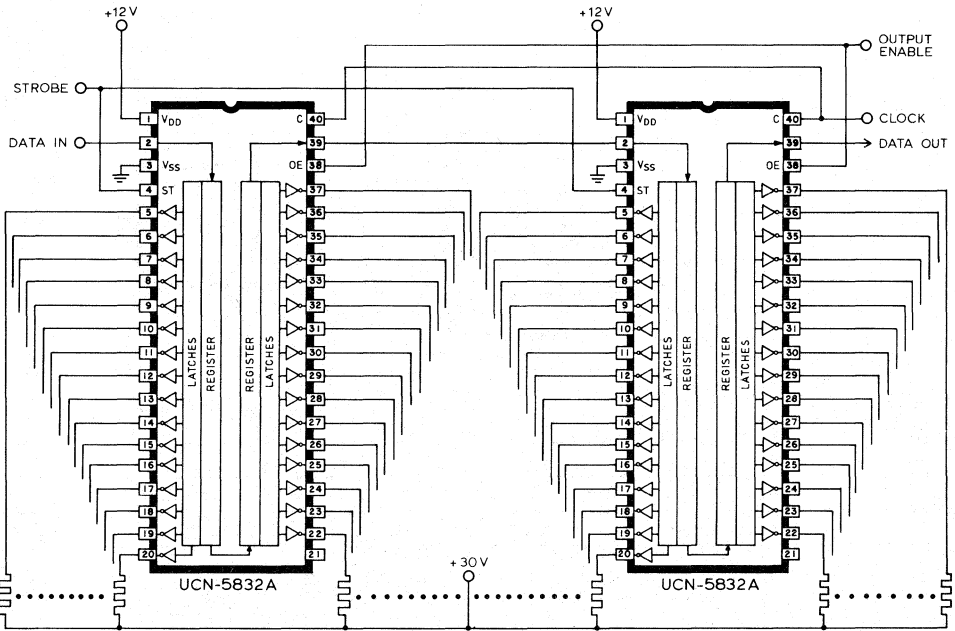 +12V
+12V
OUTPUT
ENABLE
STROBE
CLOCK
DATA IN
DATA OUT
1 VDD C 40
2 39
3 VSS OE 38
4 ST 37
5 36
6 35
7 34
8 33
9 32
10 31
11 30
12 29
13 28
14 27
15 26
16 25
17 24
18 23
19 22
20 21
LATCHES
REGISTER
REGISTER
LATCHES
UCN-5832A
1 VDD C 40
2 39
3 VSS OE 38
4 ST 37
5 36
6 35
7 34
8 33
9 32
10 31
11 30
12 29
13 28
14 27
15 26
16 25
17 24
18 23
19 22
20 21
LATCHES
REGISTER
REGISTER
LATCHES
UCN-5832A
+30V